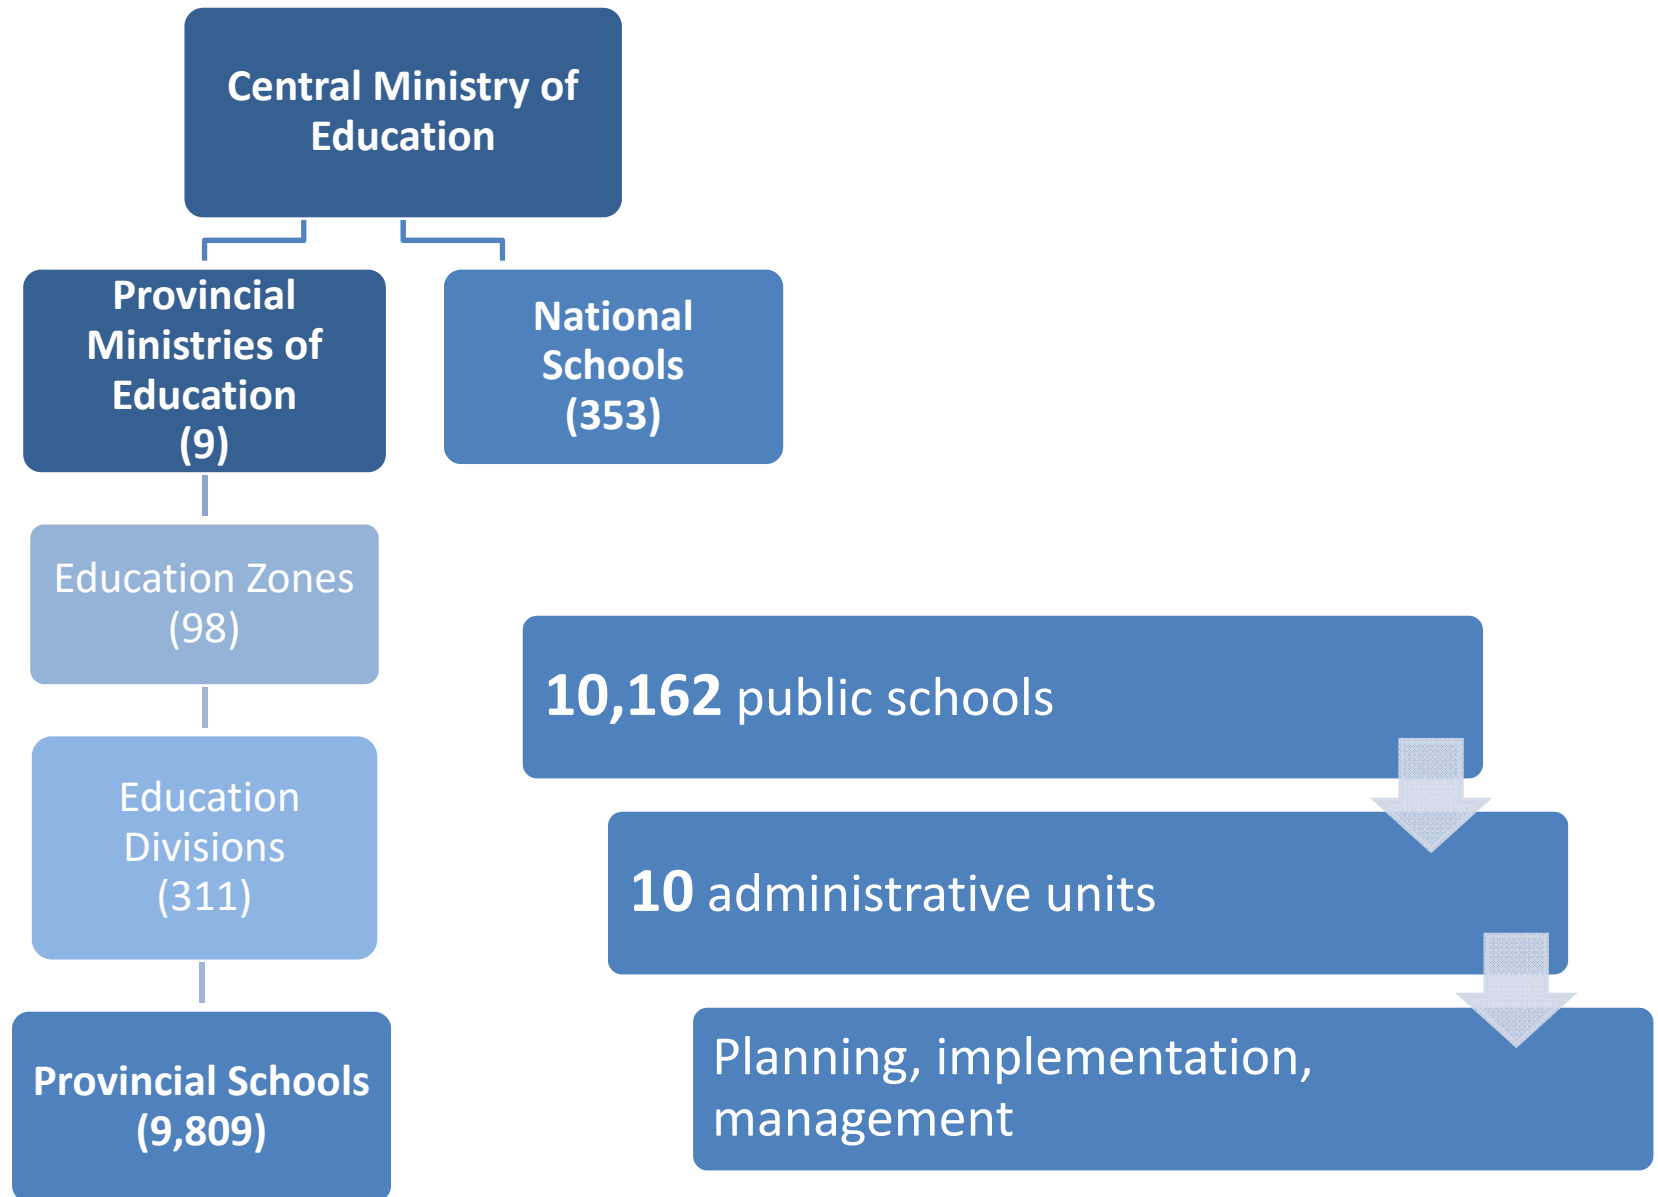 Central Ministry of
Education
Provincial
Ministries of
Education
(9)
National
Schools
(353)
Education Zones
(98)
Education
Divisions
(311)
Provincial Schools
(9,809)
10,162 public schools
10 administrative units
Planning, implementation,
management